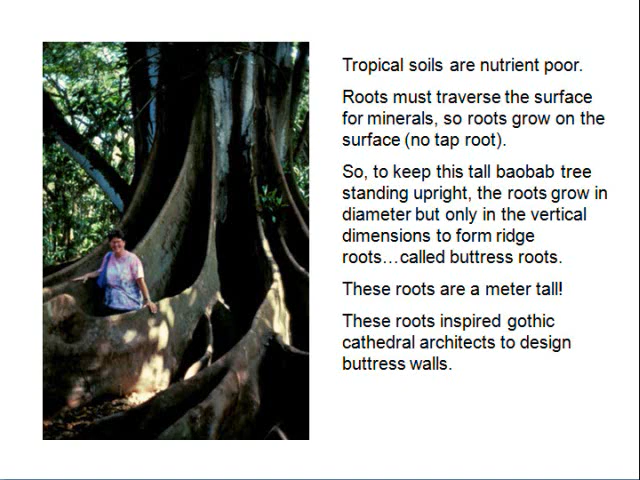 Tropical soils are nutrient poor.
Roots must traverse the surface
for minerals, so roots grow on the
surface (no tap root).
So, to keep this tall baobab tree
standing upright, the roots grow in
diameter but only in the vertical
dimensions to form ridge
roots…called buttress roots.
These roots are a meter tall!
These roots inspired gothic
cathedral architects to design
buttress walls.